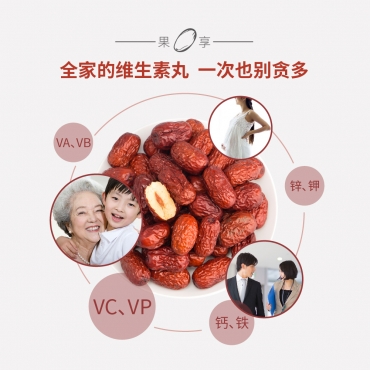 果享
全家的维生素丸 一次也别贪多
VA、VB
锌、钾
VC、VP
钙、铁